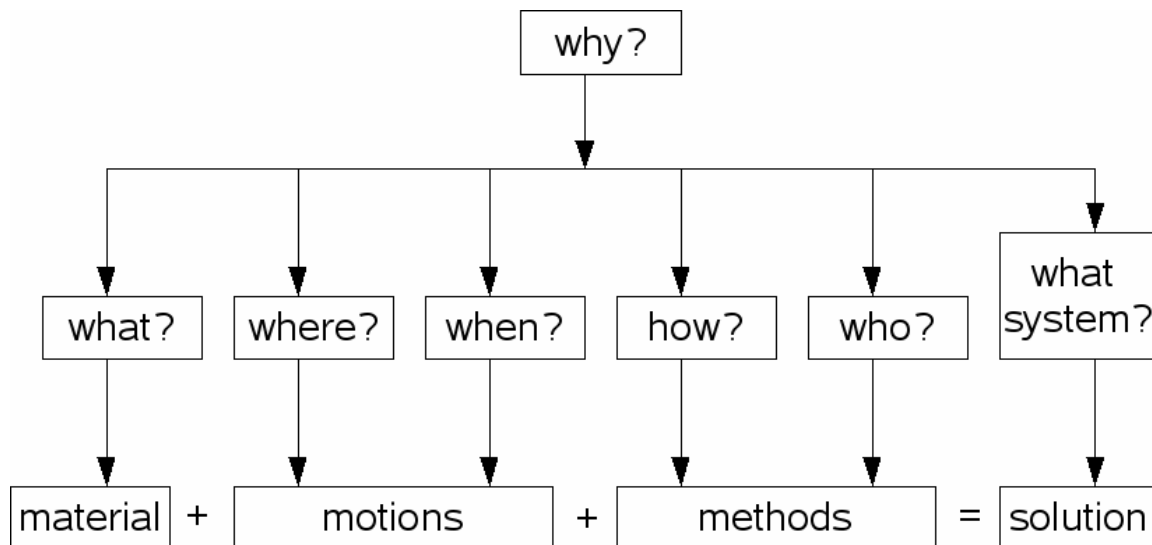 why?
what?
where?
when?
how?
who?
what
system?
material + motions + methods = solution